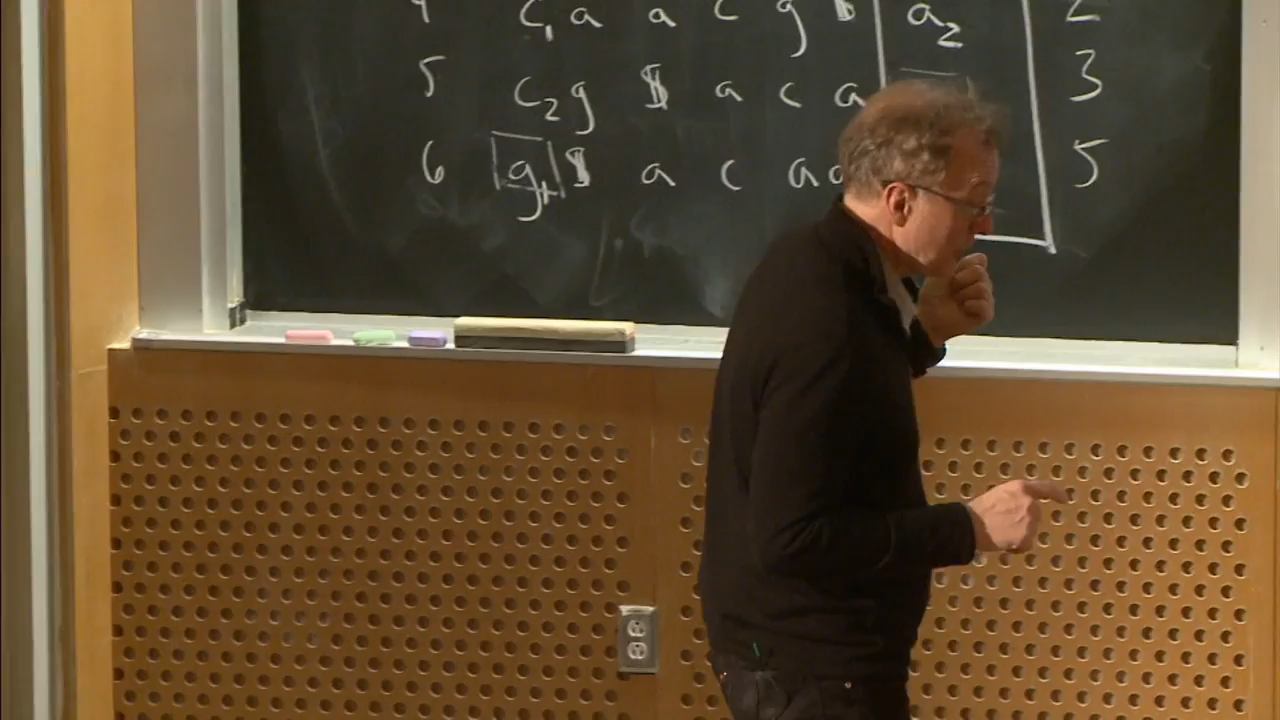 4 c₁ a a c g $ a₂ 2
5 c₂ g $ a c a 3
6 g₁ $ a c a a 5